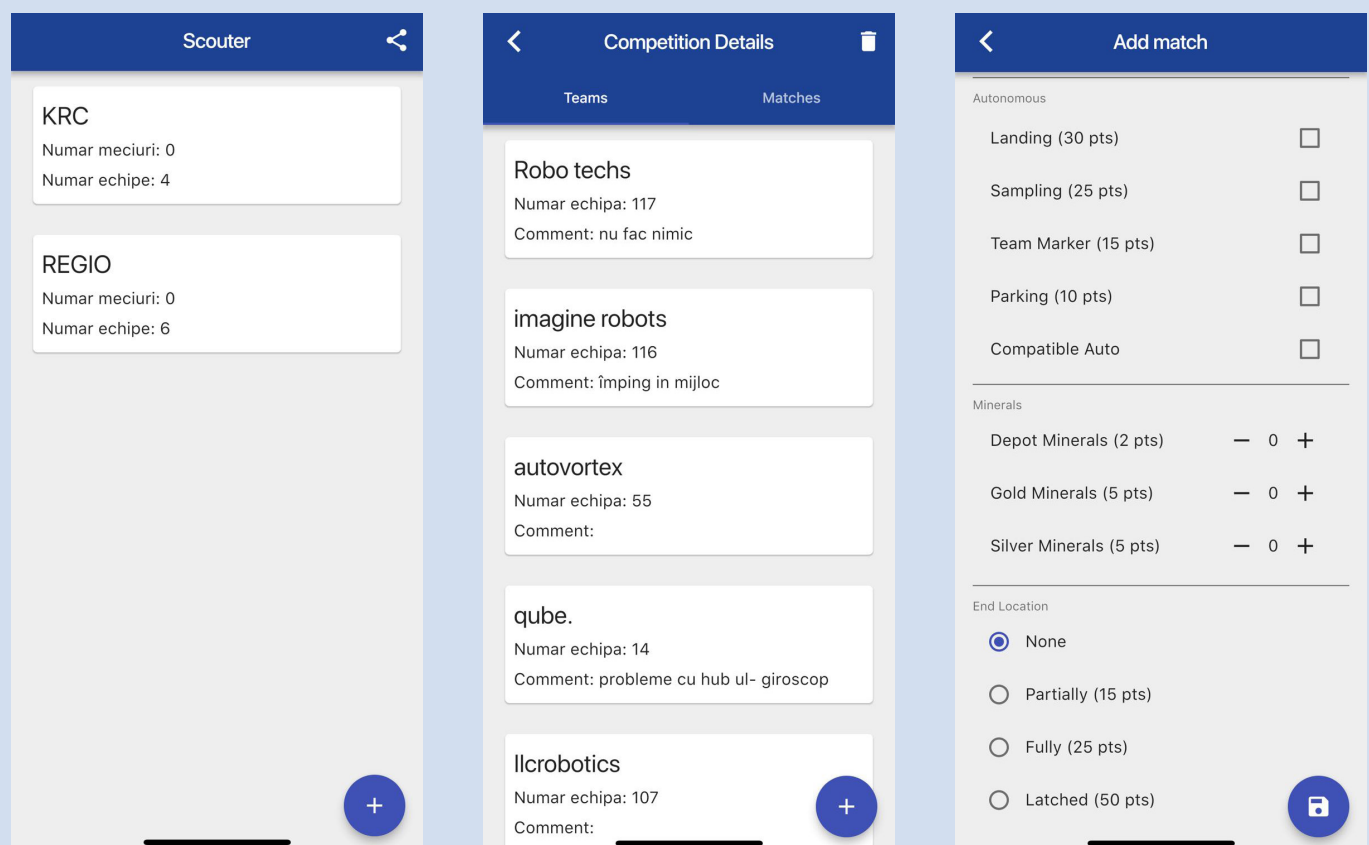 Scouter
KRC
Numar meciuri: 0
Numar echipe: 4
REGIO
Numar meciuri: 0
Numar echipe: 6
Competition Details
Teams Matches
Robo techs
Numar echipa: 117
Comment: nu fac nimic
imagine robots
Numar echipa: 116
Comment: împing in mijloc
autovortex
Numar echipa: 55
Comment:
qube.
Numar echipa: 14
Comment: probleme cu hub ul- giroscop
llcrobotics
Numar echipa: 107
Comment:
Add match
Autonomous
Landing (30 pts)
Sampling (25 pts)
Team Marker (15 pts)
Parking (10 pts)
Compatible Auto
Minerals
Depot Minerals (2 pts) − 0 +
Gold Minerals (5 pts) − 0 +
Silver Minerals (5 pts) − 0 +
End Location
None
Partially (15 pts)
Fully (25 pts)
Latched (50 pts)